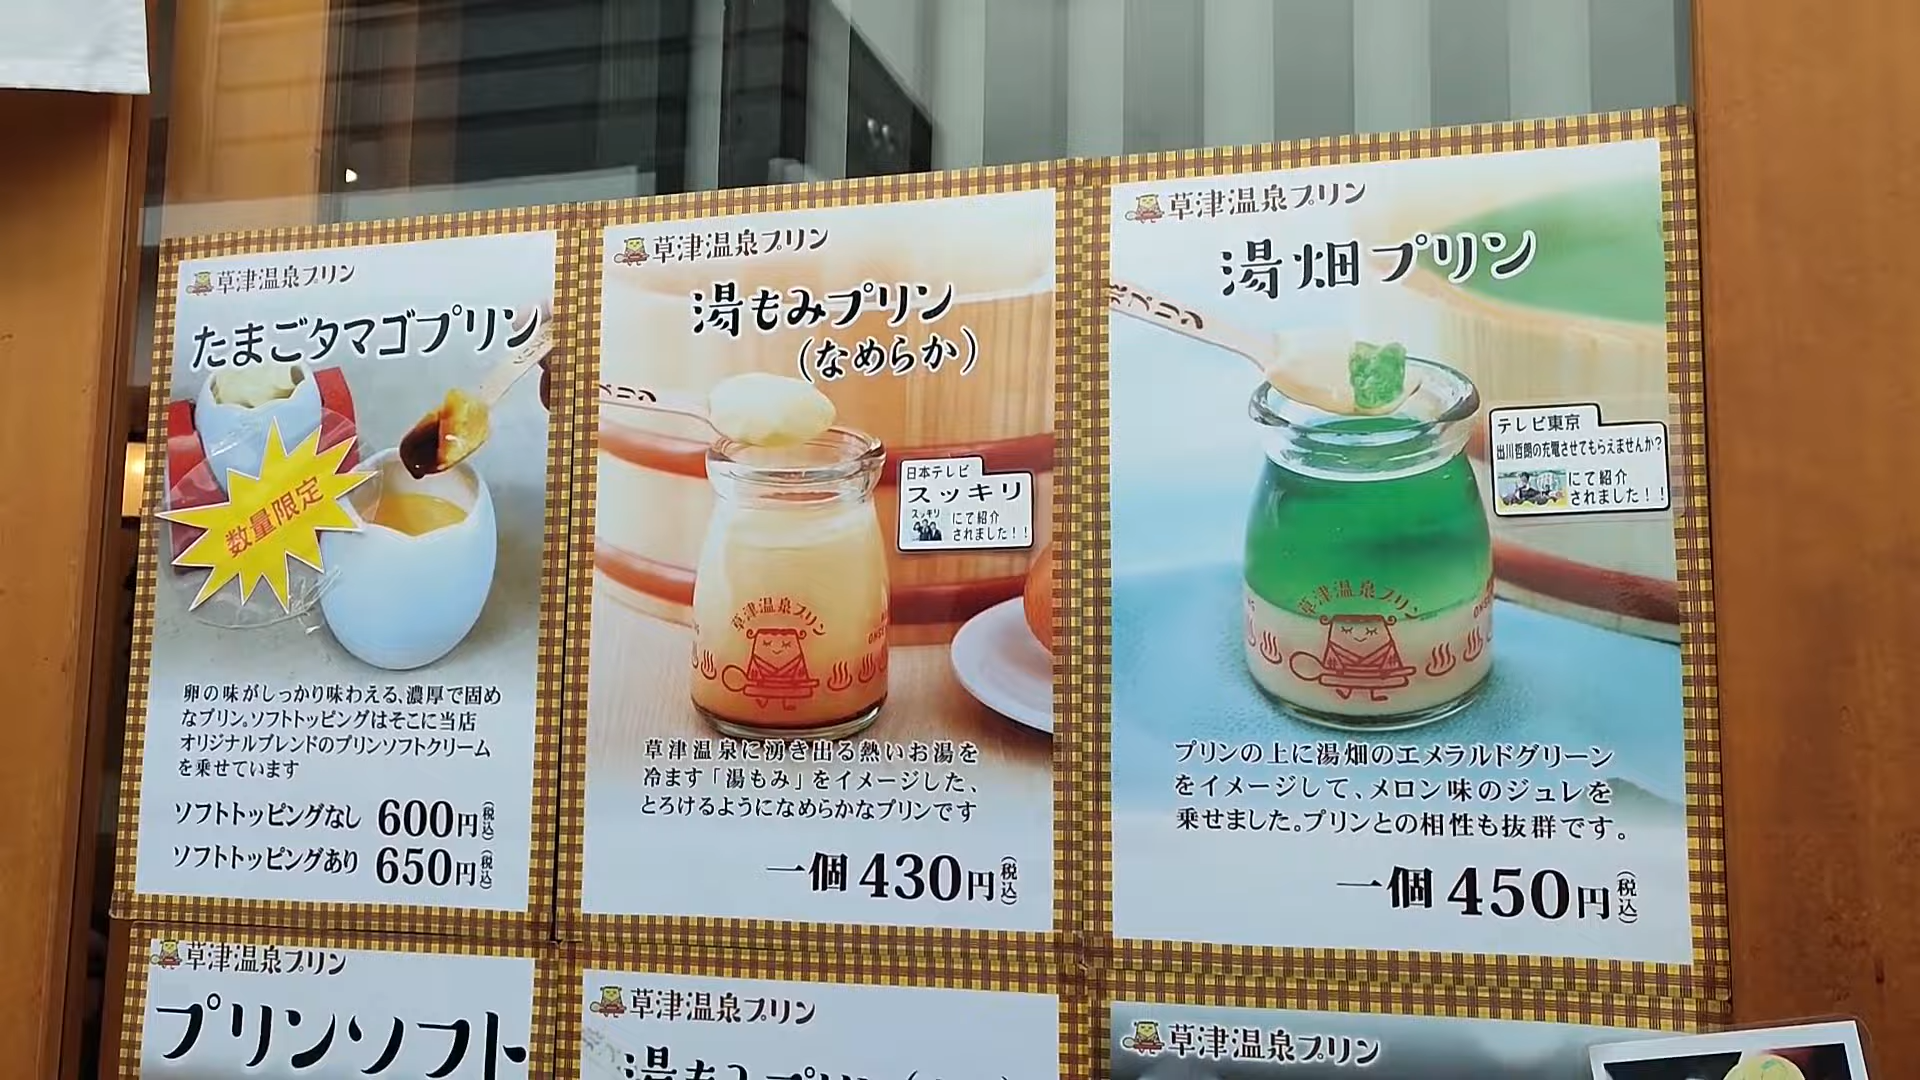 草津温泉プリン
たまごタマゴプリン
数量限定
卵の味がしっかり味わえる、濃厚で固め
なプリン。ソフトトッピングはそこに当店
オリジナルブレンドのプリンソフトクリーム
を乗せています
ソフトトッピングなし 600円(税込)
ソフトトッピングあり 650円(税込)
草津温泉プリン
湯もみプリン
(なめらか)
日本テレビ
スッキリ
スッキリ
にて紹介
されました！！
草津温泉プリン
草津温泉に湧き出る熱いお湯を
冷ます「湯もみ」をイメージした、
とろけるようになめらかなプリンです
一個430円(税込)
草津温泉プリン
湯畑プリン
テレビ東京
出川哲朗の充電させてもらえませんか？
にて紹介
されました！！
草津温泉プリン
プリンの上に湯畑のエメラルドグリーン
をイメージして、メロン味のジュレを
乗せました。プリンとの相性も抜群です。
一個450円(税込)
草津温泉プリン
プリンソフト
草津温泉プリン
湯もみプリン
草津温泉プリン